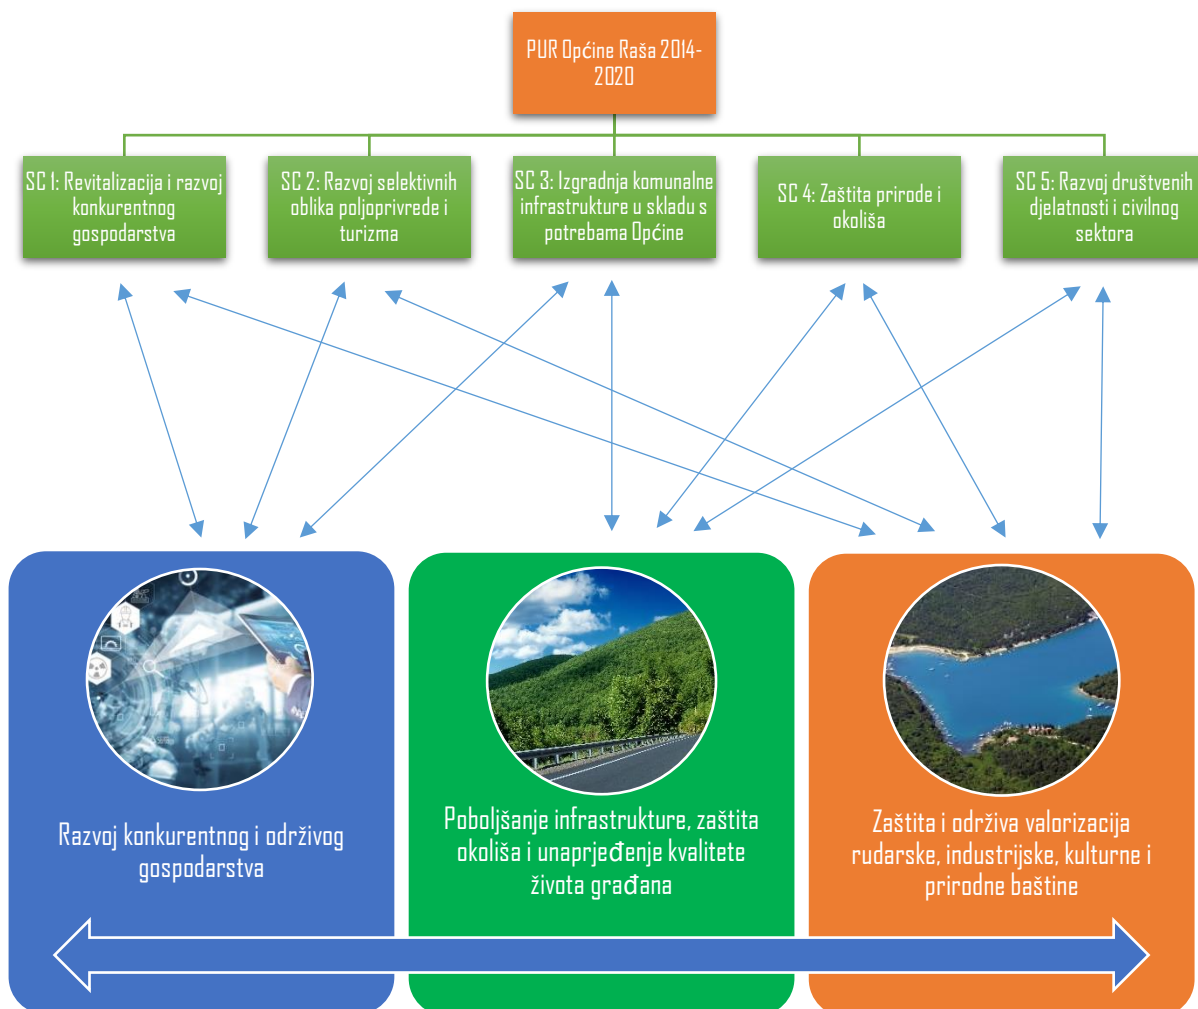 PUR Općine Raša 2014-
2020
SC 1: Revitalizacija i razvoj
konkurentnog
gospodarstva
SC 2: Razvoj selektivnih
oblika poljoprivrede i
turizma
SC 3: Izgradnja komunalne
infrastrukture u skladu s
potrebama Općine
SC 4: Zaštita prirode i
okoliša
SC 5: Razvoj društvenih
djelatnosti i civilnog
sektora
Razvoj konkurentnog i održivog
gospodarstva
Poboljšanje infrastrukture, zaštita
okoliša i unaprjeđenje kvalitete
života građana
Zaštita i održiva valorizacija
rudarske, industrijske, kulturne i
prirodne baštine